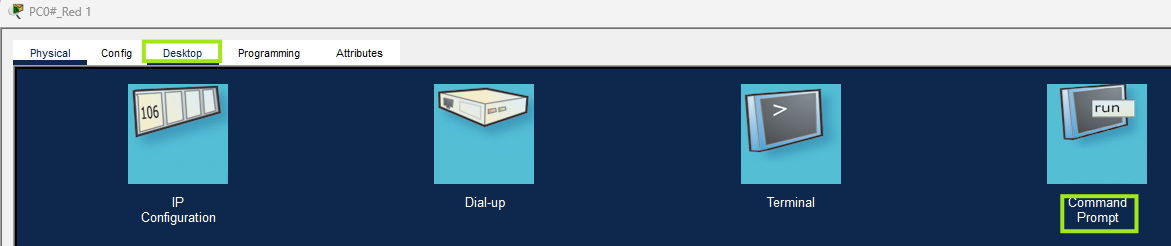 PC0#_Red 1
Physical Config Desktop Programming Attributes
106
>
run
IP
Configuration
Dial-up
Terminal
Command
Prompt